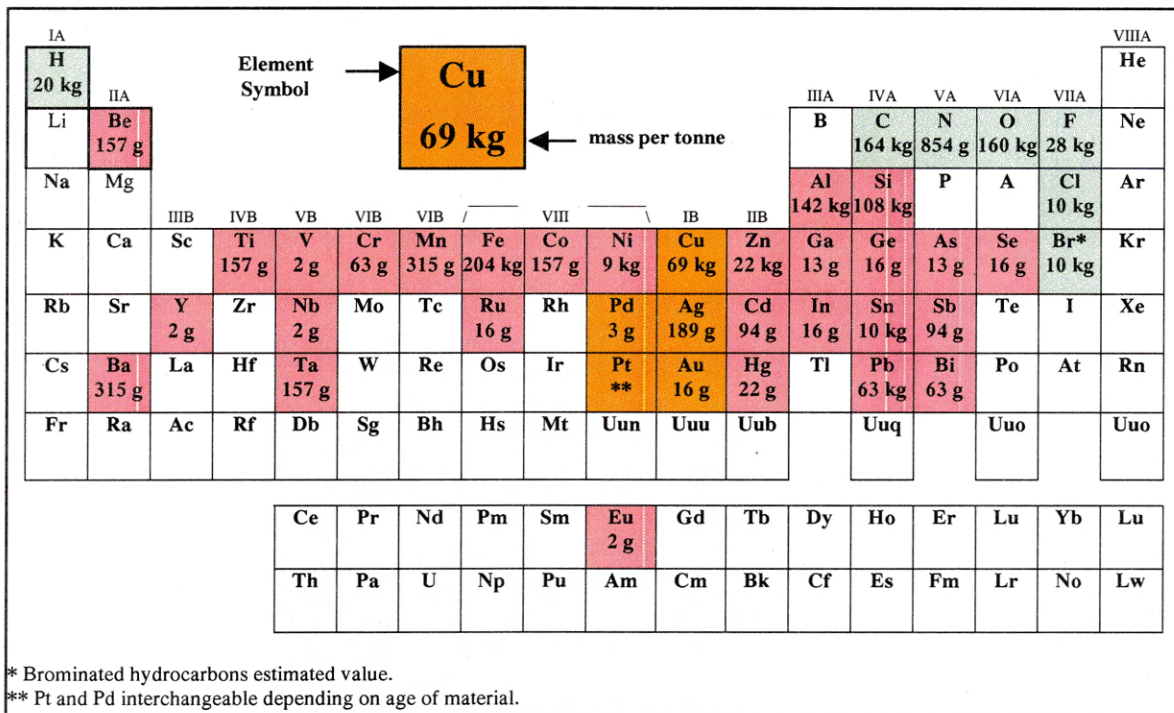 IA
VIIIA
H
20 kg
Element
Symbol
Cu
69 kg
mass per tonne
He
IIA
IIIA IVA VA VIA VIIA
Li Be B C N O F Ne
157 g 164 kg 854 g 160 kg 28 kg
Na Mg Al Si P A Cl Ar
142 kg 108 kg 10 kg
IIIB IVB VB VIB VIB / VIII \ IB IIB
K Ca Sc Ti V Cr Mn Fe Co Ni Cu Zn Ga Ge As Se Br* Kr
157 g 2 g 63 g 315 g 204 kg 157 g 9 kg 69 kg 22 kg 13 g 16 g 13 g 16 g 10 kg
Rb Sr Y Zr Nb Mo Tc Ru Rh Pd Ag Cd In Sn Sb Te I Xe
2 g 2 g 16 g 3 g 189 g 94 g 16 g 10 kg 94 g
Cs Ba La Hf Ta W Re Os Ir Pt Au Hg Tl Pb Bi Po At Rn
315 g 157 g ** 16 g 22 g 63 kg 63 g
Fr Ra Ac Rf Db Sg Bh Hs Mt Uun Uuu Uub Uuq Uuo Uuo
Ce Pr Nd Pm Sm Eu Gd Tb Dy Ho Er Lu Yb Lu
2 g
Th Pa U Np Pu Am Cm Bk Cf Es Fm Lr No Lw
* Brominated hydrocarbons estimated value.
** Pt and Pd interchangeable depending on age of material.